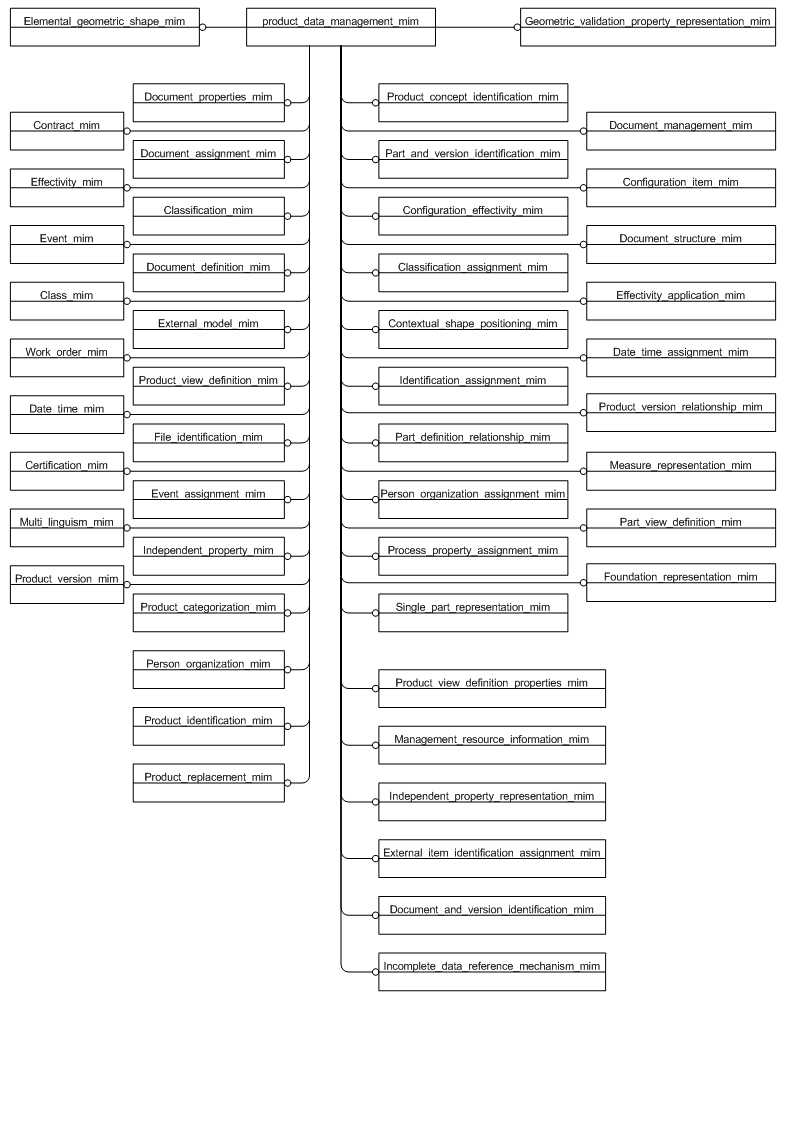 Elemental_geometric_shape_mim
product_data_management_mim
Geometric_validation_property_representation_mim
Document_properties_mim
Product_concept_identification_mim
Contract_mim
Document_management_mim
Document_assignment_mim
Part_and_version_identification_mim
Effectivity_mim
Configuration_item_mim
Classification_mim
Configuration_effectivity_mim
Event_mim
Document_structure_mim
Document_definition_mim
Classification_assignment_mim
Class_mim
Effectivity_application_mim
External_model_mim
Contextual_shape_positioning_mim
Work_order_mim
Date_time_assignment_mim
Product_view_definition_mim
Identification_assignment_mim
Date_time_mim
Product_version_relationship_mim
File_identification_mim
Part_definition_relationship_mim
Certification_mim
Measure_representation_mim
Event_assignment_mim
Person_organization_assignment_mim
Multi_linguism_mim
Part_view_definition_mim
Independent_property_mim
Process_property_assignment_mim
Product_version_mim
Foundation_representation_mim
Product_categorization_mim
Single_part_representation_mim
Person_organization_mim
Product_view_definition_properties_mim
Product_identification_mim
Management_resource_information_mim
Product_replacement_mim
Independent_property_representation_mim
External_item_identification_assignment_mim
Document_and_version_identification_mim
Incomplete_data_reference_mechanism_mim